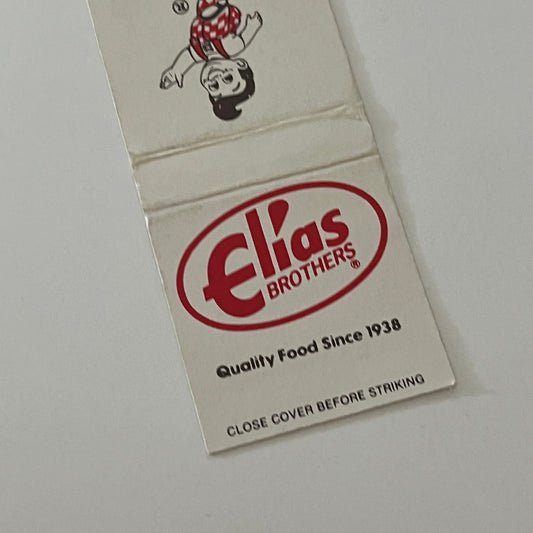 ®
Elias
BROTHERS®
Quality Food Since 1938
CLOSE COVER BEFORE STRIKING